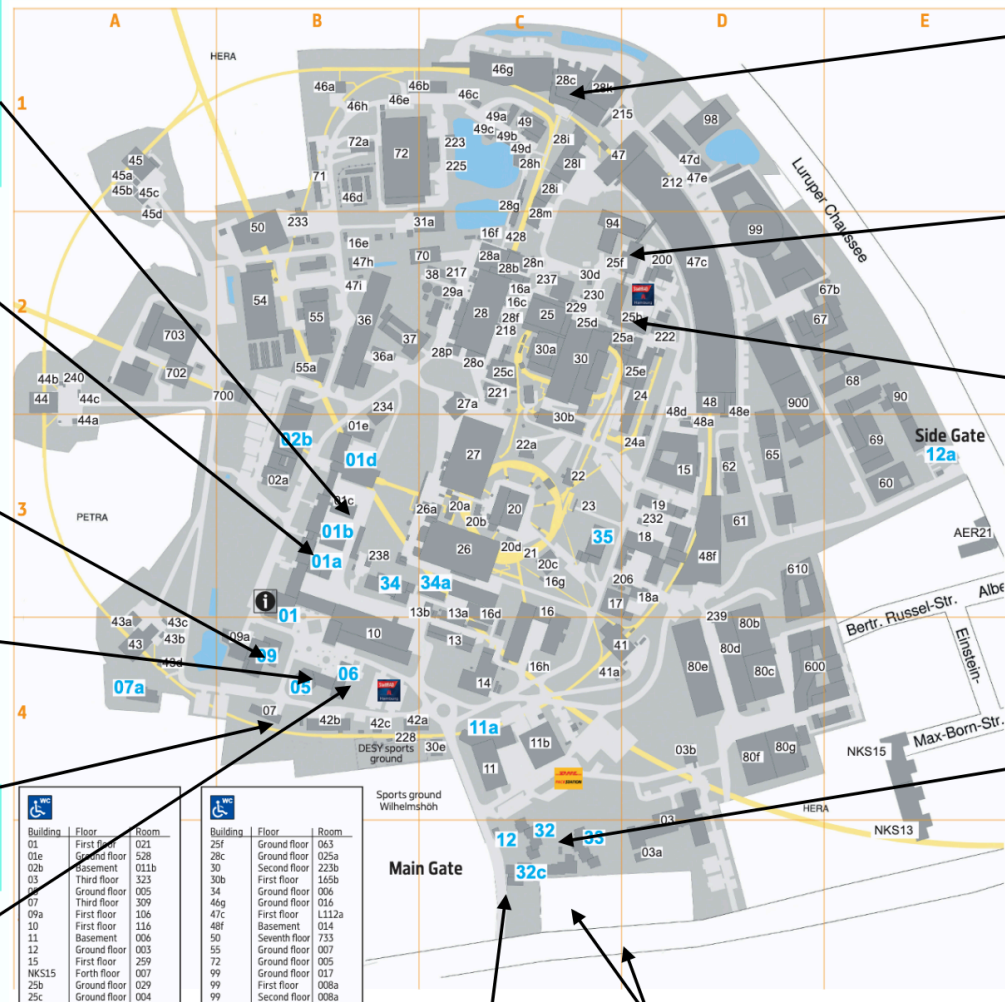 A
B
C
D
E
HERA
46g
28c
28k
46a
46b
46c
1
46h
46e
215
49a
49
98
49c
49b
72a
72
223
28i
49d
47
45
225
28h
28l
47d
45a
71
47e
45b
45c
46d
28i
212
Luruper Chaussee
45d
28g
28m
50
233
31a
94
99
16e
16f
428
47h
70
28a
28n
25f
200
47c
28b
47i
38
217
237
30d
16a
67b
2
54
29a
16c
230
55
36
28
28f
25
229
25b
67
703
218
25d
37
25a
222
36a
28p
30a
30
702
55a
28o
25c
25e
68
44b
240
44
44c
700
221
24
90
234
27a
48
900
44a
30b
48d
48e
01e
48a
02b
22a
24a
69
Side Gate
01d
27
15
65
12a
02a
22
62
60
01c
3
26a
20a
23
19
PETRA
20
20b
232
61
01b
35
18
AER21
238
26
20d
21
48f
01a
20c
34
34a
16g
206
610
18a
Bertr. Russel-Str.
13b
13a
16d
16
17
239
01
43a
43c
09a
10
80b
43
43b
13
41
80d
Einstein-
09
43d
16h
80e
80c
600
06
41a
07a
05
14
4
07
42b
42c
42a
11a
11b
Max-Born-Str.
228
30e
03b
80f
80g
NKS15
DESY sports
ground
11
HERA
Sports ground
Wilhelmshöh
12
32
33
03
NKS13
03a
Main Gate
32c
WC
Building Floor Room
01 First floor 021
01e Ground floor 528
02b Basement 011b
03 Third floor 323
Ground floor 005
07 Third floor 309
09a First floor 106
10 First floor 116
11 Basement 006
12 Ground floor 003
15 First floor 259
NKS15 Forth floor 007
25b Ground floor 029
25c Ground floor 004
WC
Building Floor Room
25f Ground floor 063
28c Ground floor 025a
30 Second floor 223b
30b First floor 165b
34 Ground floor 006
46g Ground floor 016
47c First floor L112a
48f Basement 014
50 Seventh floor 733
55 Ground floor 007
72 Ground floor 005
99 Ground floor 017
99 First floor 008a
99 Second floor 008a